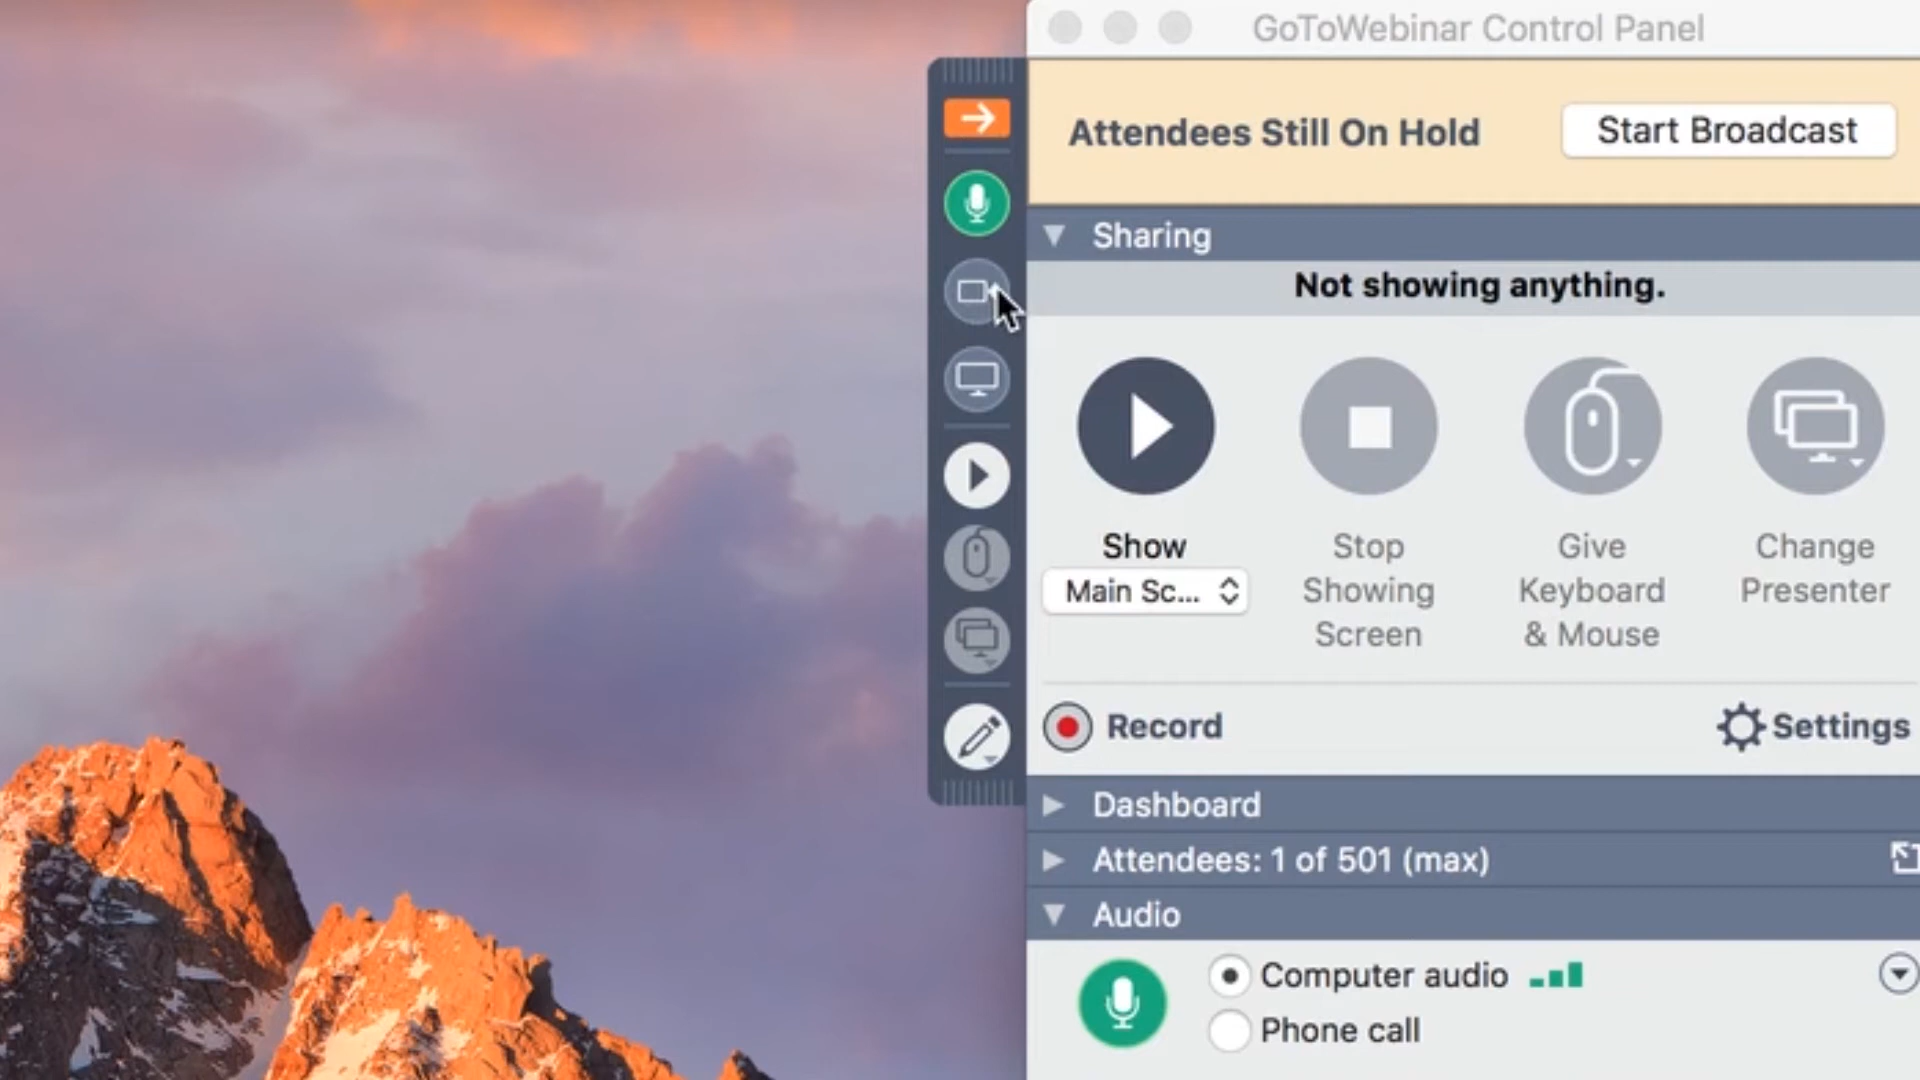 GoToWebinar Control Panel
Attendees Still On Hold
Start Broadcast
Sharing
Not showing anything.
Show
Main Sc...
Stop
Showing
Screen
Give
Keyboard
& Mouse
Change
Presenter
Record
Settings
Dashboard
Attendees: 1 of 501 (max)
Audio
Computer audio
Phone call